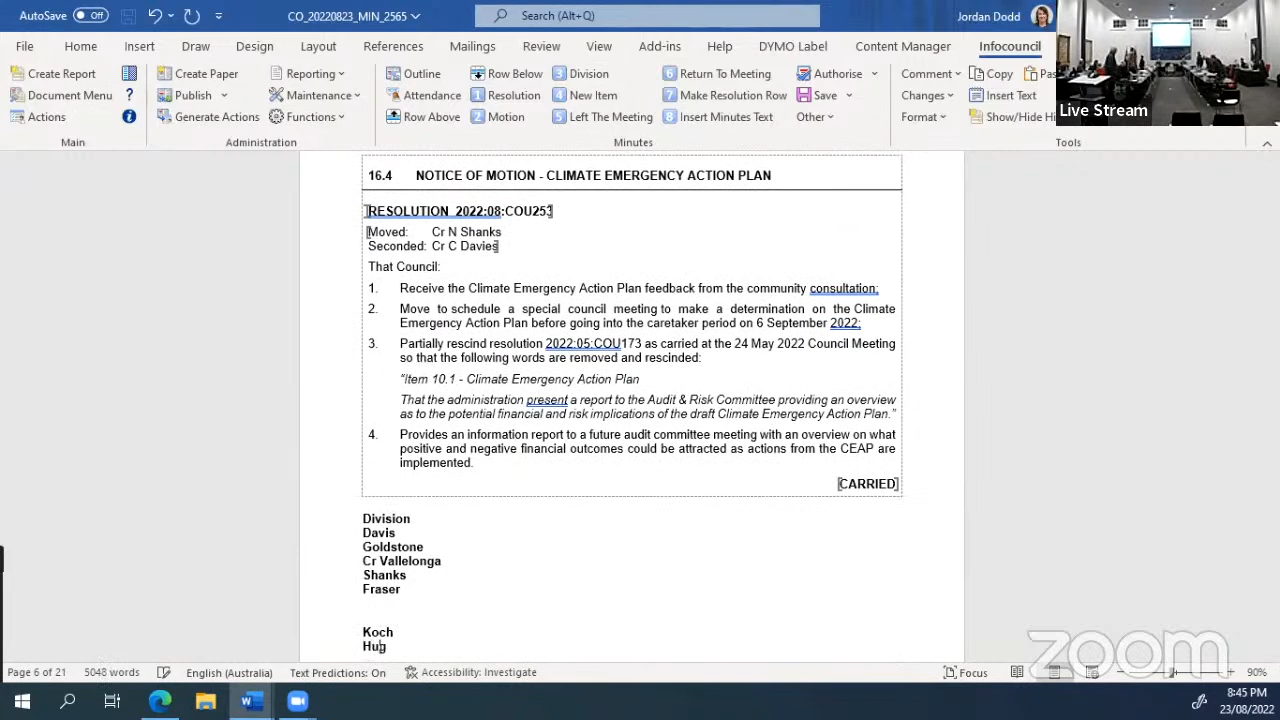 AutoSave Off CO_20220823_MIN_2565 Search (Alt+Q) Jordan Dodd
File Home Insert Draw Design Layout References Mailings Review View Add-ins Help DYMO Label Content Manager Infocouncil
Create Report Create Paper Reporting Outline Row Below 3 Division 6 Return To Meeting Authorise Comment Copy Pas
Document Menu ? Publish Maintenance Attendance 1 Resolution 4 New Item 7 Make Resolution Row Save Changes Insert Text
Actions Generate Actions Functions Row Above 2 Motion 5 Left The Meeting 8 Insert Minutes Text Other Format Show/Hide Hi
Main Administration Minutes Tools
Live Stream
16.4 NOTICE OF MOTION - CLIMATE EMERGENCY ACTION PLAN
RESOLUTION 2022:08:COU253
Moved: Cr N Shanks
Seconded: Cr C Davies
That Council:
1. Receive the Climate Emergency Action Plan feedback from the community consultation;
2. Move to schedule a special council meeting to make a determination on the Climate
Emergency Action Plan before going into the caretaker period on 6 September 2022;
3. Partially rescind resolution 2022:05:COU173 as carried at the 24 May 2022 Council Meeting
so that the following words are removed and rescinded:
“Item 10.1 - Climate Emergency Action Plan
That the administration present a report to the Audit & Risk Committee providing an overview
as to the potential financial and risk implications of the draft Climate Emergency Action Plan.”
4. Provides an information report to a future audit committee meeting with an overview on what
positive and negative financial outcomes could be attracted as actions from the CEAP are
implemented.
CARRIED
Division
Davis
Goldstone
Cr Vallelonga
Shanks
Fraser
Koch
Hug
zoom
Page 6 of 21 5048 words English (Australia) Text Predictions: On Accessibility: Investigate Focus 90%
8:45 PM
23/08/2022